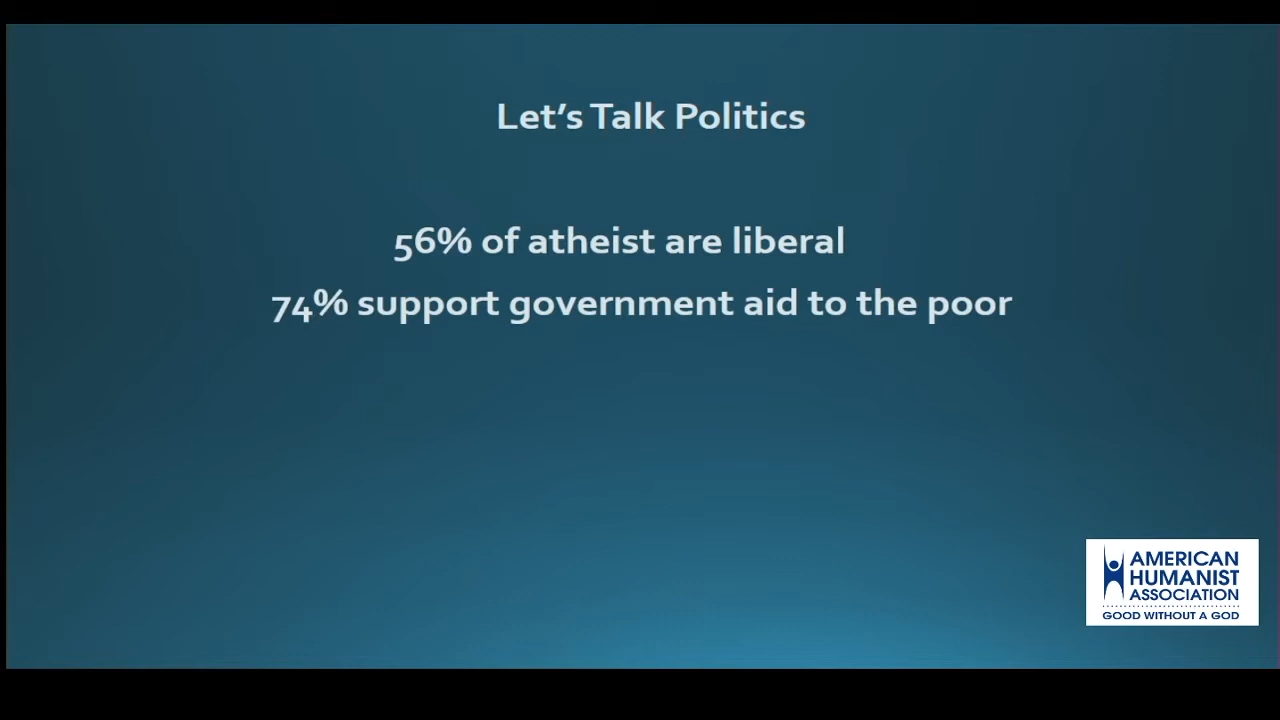 Let's Talk Politics
56% of atheist are liberal
74% support government aid to the poor
AMERICAN
HUMANIST
ASSOCIATION
GOOD WITHOUT A GOD